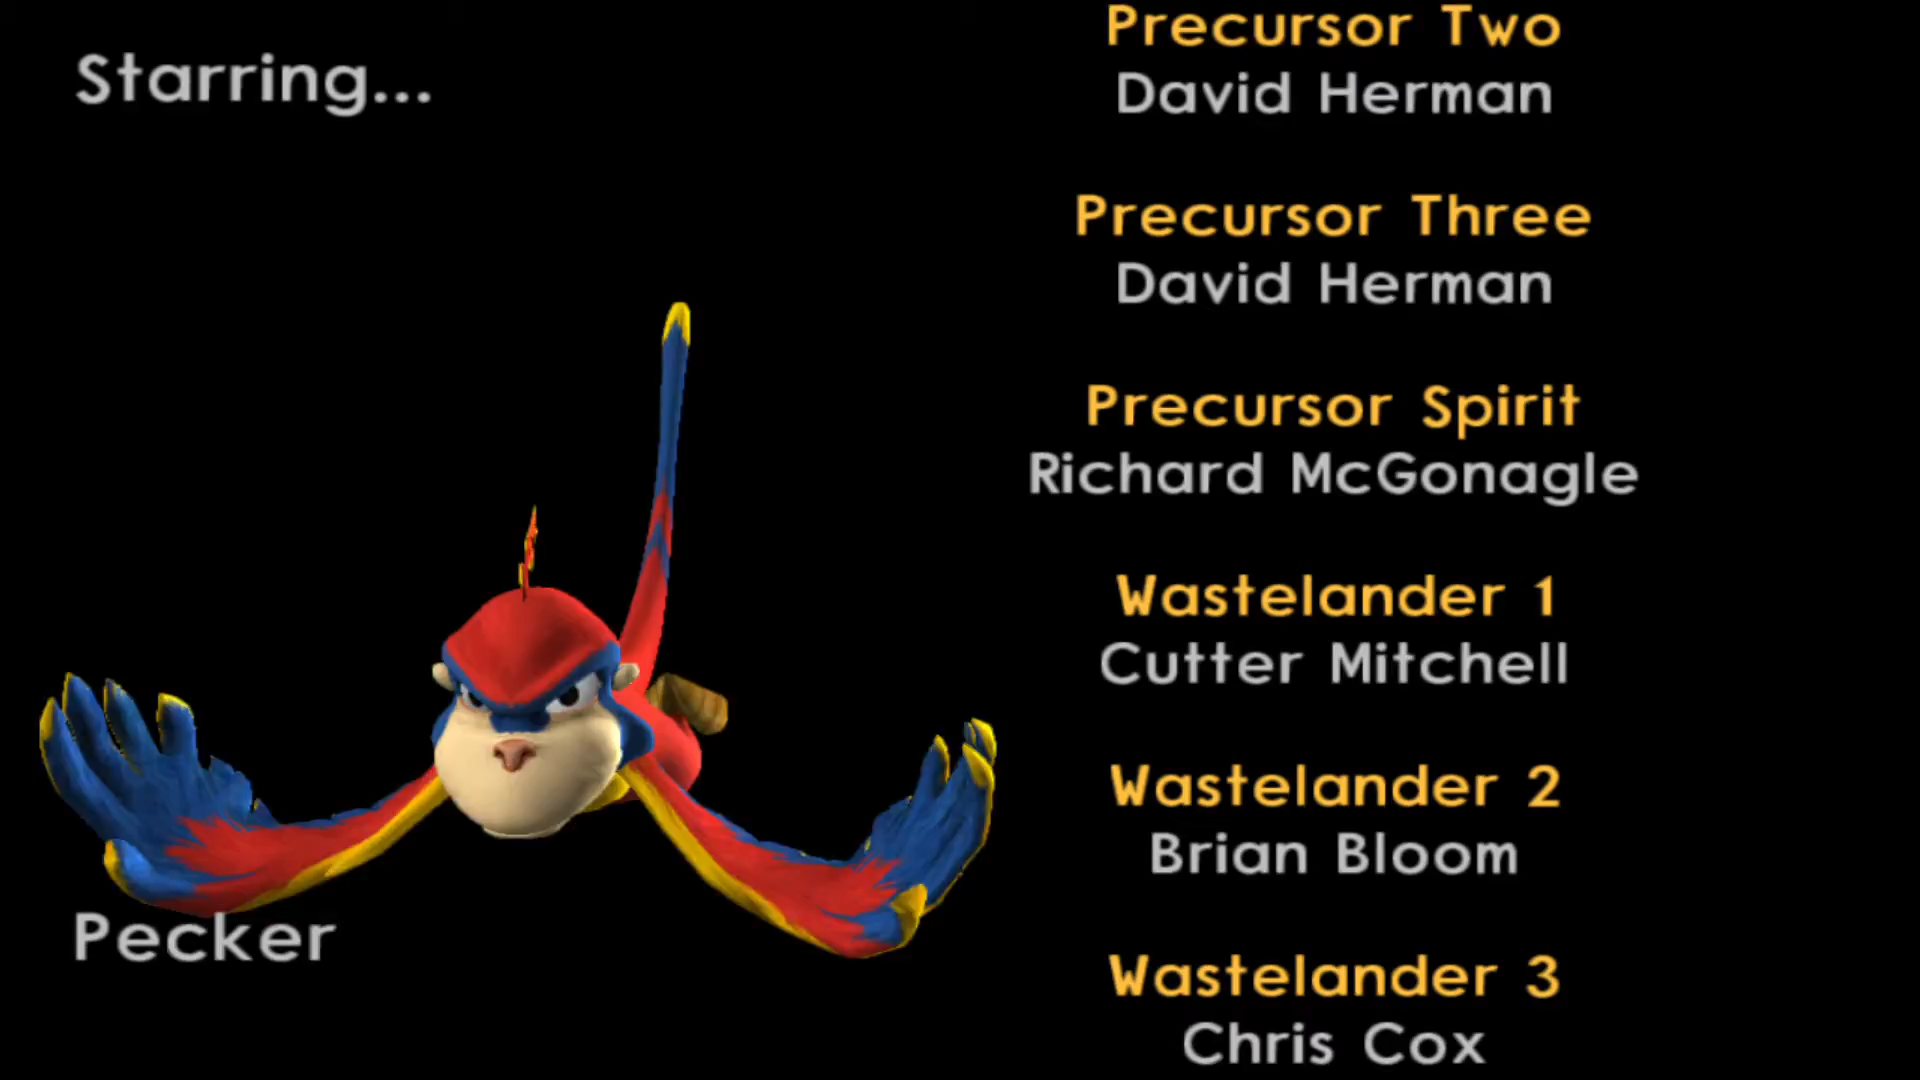 Starring...
Pecker
Precursor Two
David Herman
Precursor Three
David Herman
Precursor Spirit
Richard McGonagle
Wastelander 1
Cutter Mitchell
Wastelander 2
Brian Bloom
Wastelander 3
Chris Cox